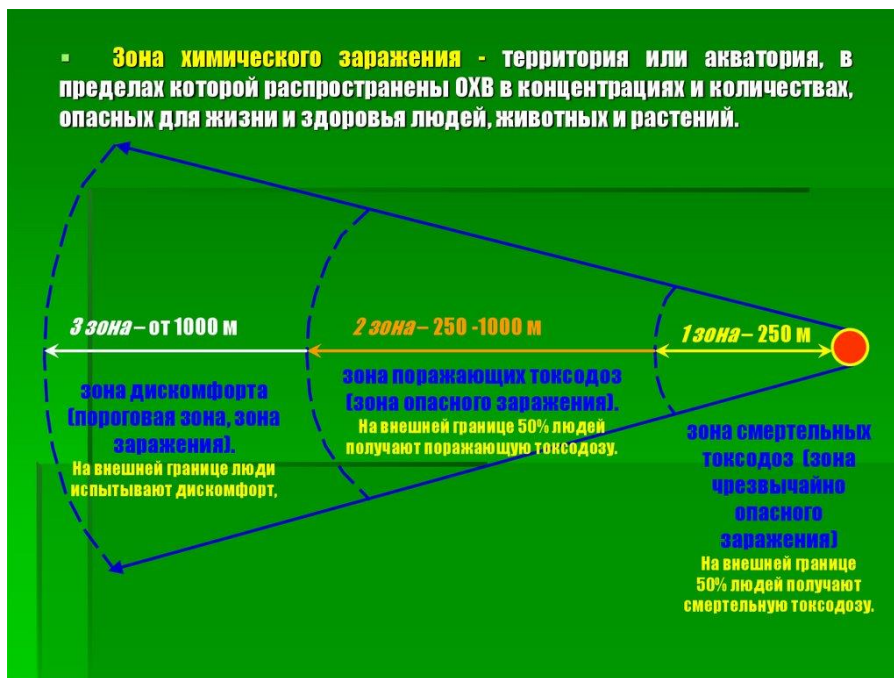 Зона химического заражения - территория или акватория, в
пределах которой распространены ОХВ в концентрациях и количествах,
опасных для жизни и здоровья людей, животных и растений.
3 зона – от 1000 м
2 зона – 250 -1000 м
1 зона – 250 м
зона дискомфорта
(пороговая зона, зона
заражения).
На внешней границе люди
испытывают дискомфорт,
зона поражающих токсодоз
(зона опасного заражения).
На внешней границе 50% людей
получают поражающую токсодозу.
зона смертельных
токсодоз (зона
чрезвычайно
опасного
заражения)
На внешней границе
50% людей получают
смертельную токсодозу.